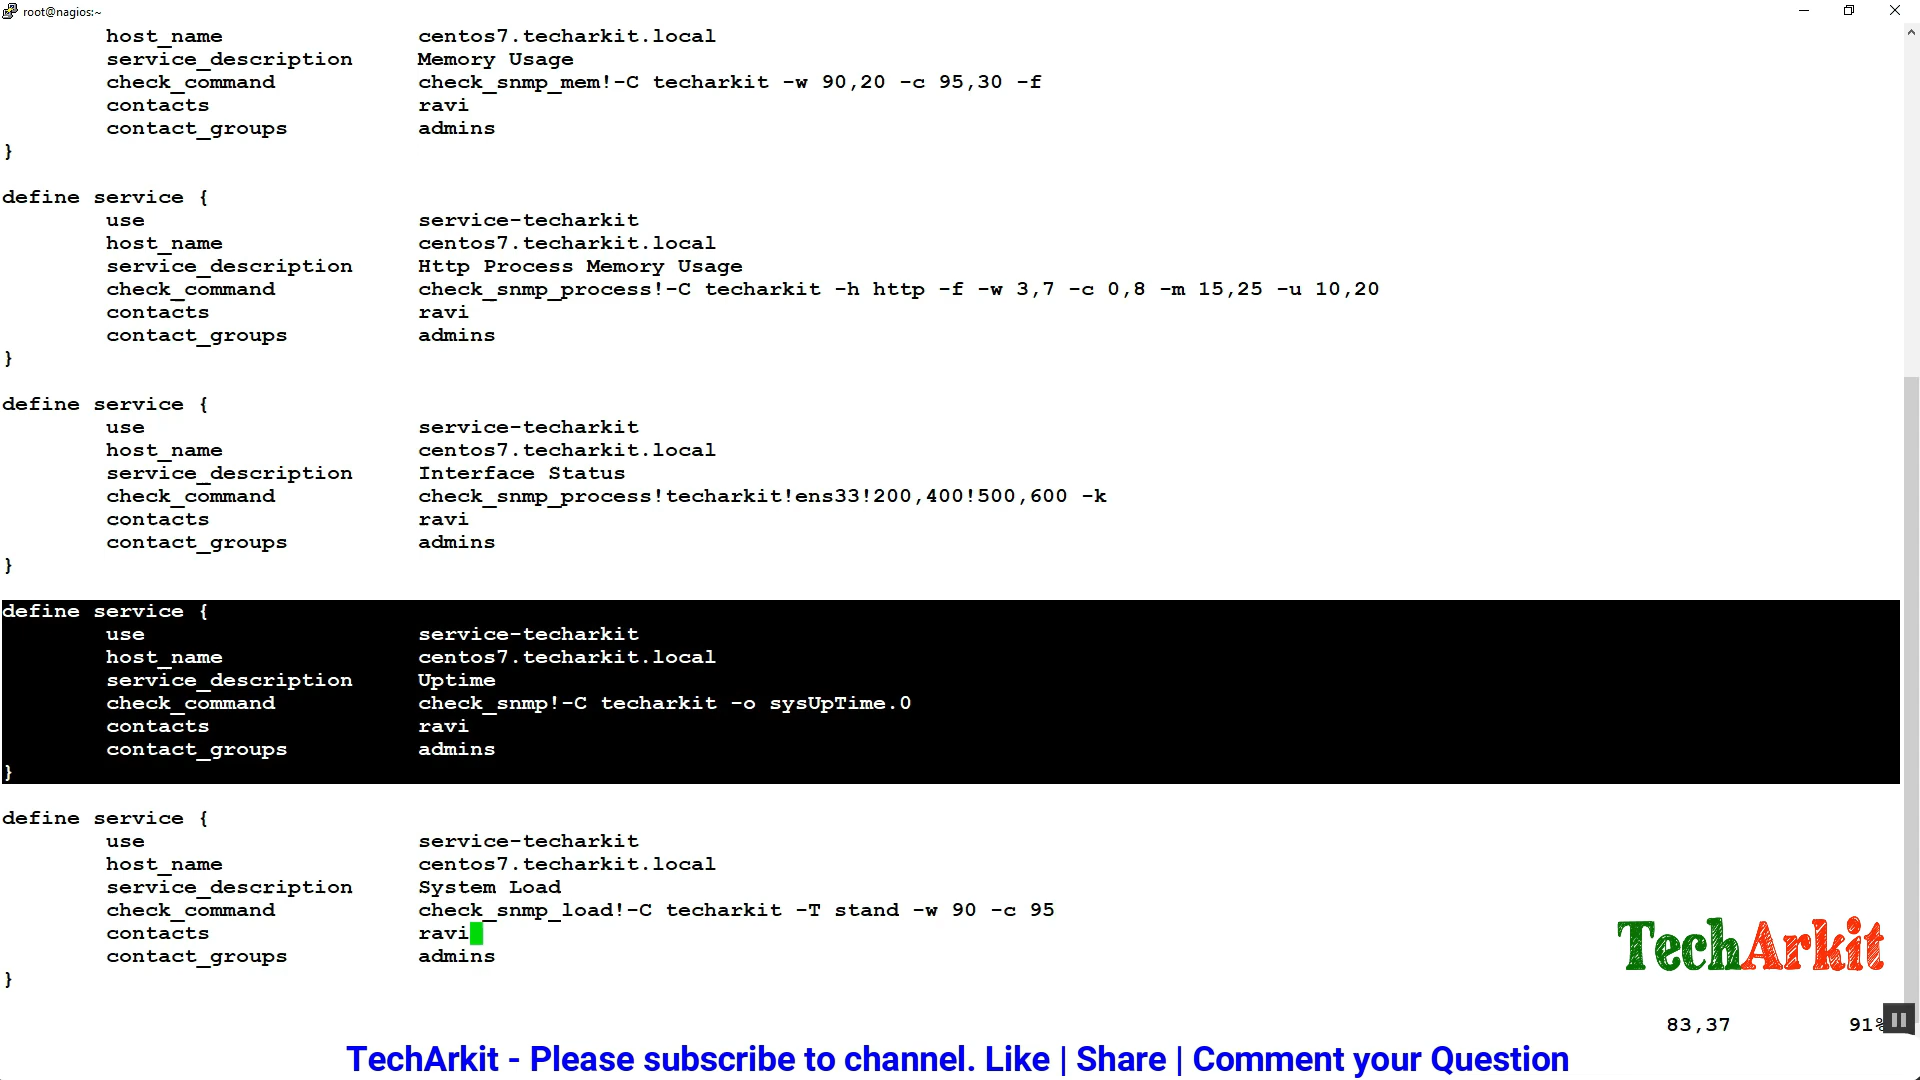 root@nagios:~
host_name centos7.techarkit.local
service_description Memory Usage
check_command check_snmp_mem!-C techarkit -w 90,20 -c 95,30 -f
contacts ravi
contact_groups admins
}
define service {
use service-techarkit
host_name centos7.techarkit.local
service_description Http Process Memory Usage
check_command check_snmp_process!-C techarkit -h http -f -w 3,7 -c 0,8 -m 15,25 -u 10,20
contacts ravi
contact_groups admins
}
define service {
use service-techarkit
host_name centos7.techarkit.local
service_description Interface Status
check_command check_snmp_process!techarkit!ens33!200,400!500,600 -k
contacts ravi
contact_groups admins
}
define service {
use service-techarkit
host_name centos7.techarkit.local
service_description Uptime
check_command check_snmp!-C techarkit -o sysUpTime.0
contacts ravi
contact_groups admins
}
define service {
use service-techarkit
host_name centos7.techarkit.local
service_description System Load
check_command check_snmp_load!-C techarkit -T stand -w 90 -c 95
contacts ravi
contact_groups admins
}
TechArkit
83,37 91%
TechArkit - Please subscribe to channel. Like | Share | Comment your Question